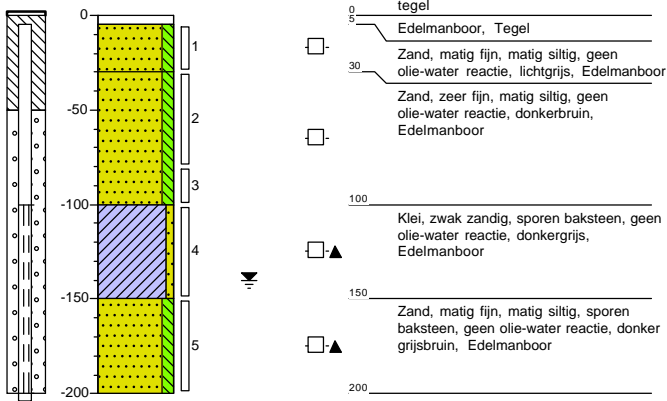 0
-50
-100
-150
-200
1
2
3
4
5
0
tegel
5
Edelmanboor, Tegel
Zand, matig fijn, matig siltig, geen
olie-water reactie, lichtgrijs, Edelmanboor
30
Zand, zeer fijn, matig siltig, geen
olie-water reactie, donkerbruin,
Edelmanboor
100
Klei, zwak zandig, sporen baksteen, geen
olie-water reactie, donkergrijs,
Edelmanboor
150
Zand, matig fijn, matig siltig, sporen
baksteen, geen olie-water reactie, donker
grijsbruin, Edelmanboor
200